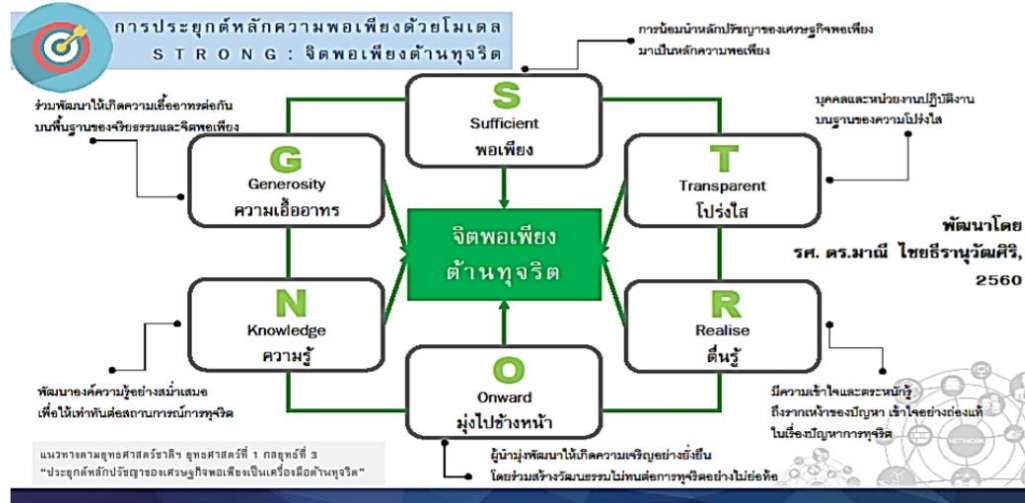 การประยุกต์หลักความพอเพียงด้วยโมเดล
STRONG : จิตพอเพียงต้านทุจริต
การน้อมนำหลักปรัชญาของเศรษฐกิจพอเพียง
มาเป็นหลักความพอเพียง
S
Sufficient
พอเพียง
บุคคลและหน่วยงานปฏิบัติงาน
บนฐานของความโปร่งใส
T
Transparent
โปร่งใส
มีความเข้าใจและตระหนักรู้
ถึงรากเหง้าของปัญหา เข้าใจอย่างถ่องแท้
ในเรื่องปัญหาการทุจริต
R
Realise
ตื่นรู้
ผู้นำมุ่งพัฒนาให้เกิดความเจริญอย่างยั่งยืน
โดยร่วมสร้างวัฒนธรรมไม่ทนต่อการทุจริตอย่างไม่ย่อท้อ
O
Onward
มุ่งไปข้างหน้า
พัฒนาองค์ความรู้อย่างสม่ำเสมอ
เพื่อให้เท่าทันต่อสถานการณ์การทุจริต
N
Knowledge
ความรู้
ร่วมพัฒนาให้เกิดความเอื้ออาทรต่อกัน
บนพื้นฐานของจริยธรรมและจิตพอเพียง
G
Generosity
ความเอื้ออาทร
จิตพอเพียง
ต้านทุจริต
พัฒนาโดย
รศ. ดร.มาณี ไชยธีรานุวัฒศิริ,
2560
แนวทางตามยุทธศาสตร์ชาติฯ ยุทธศาสตร์ที่ 1 กลยุทธ์ที่ 3
"ประยุกต์หลักปรัชญาของเศรษฐกิจพอเพียงเป็นเครื่องมือต้านทุจริต"
NETWORK